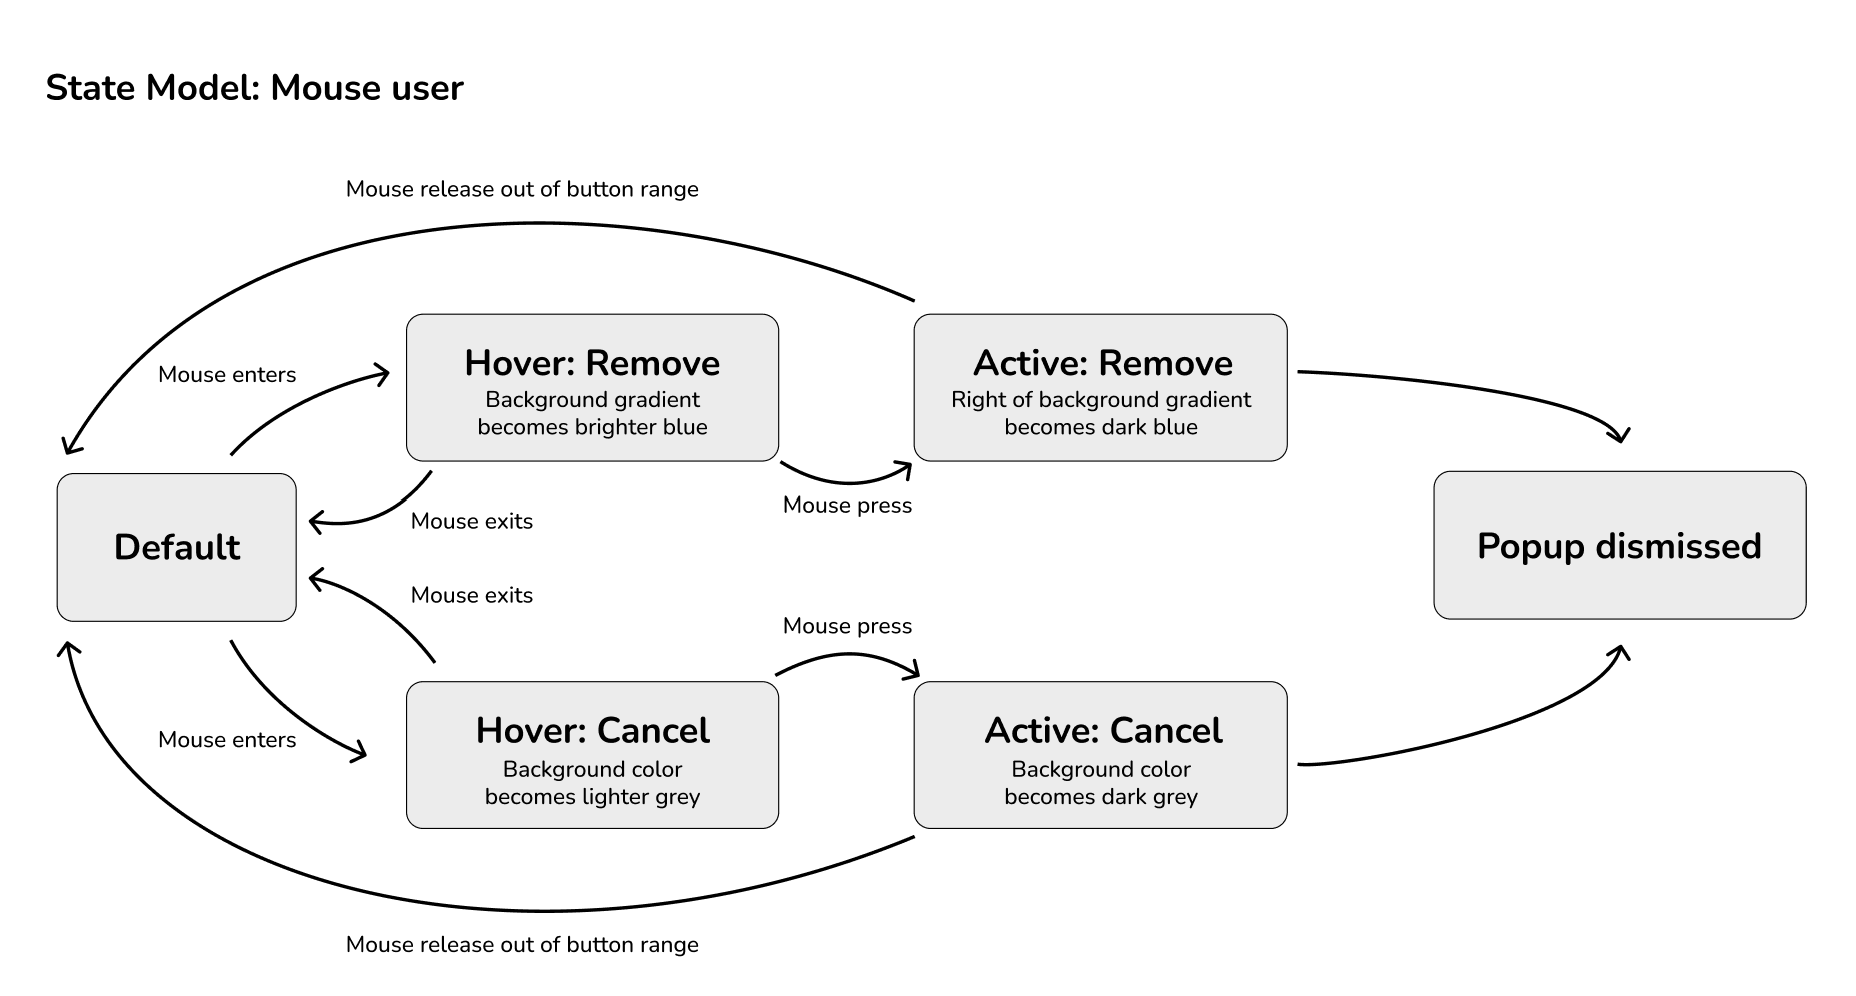 State Model: Mouse user
Mouse release out of button range
Mouse enters
Hover: Remove
Background gradient
becomes brighter blue
Active: Remove
Right of background gradient
becomes dark blue
Mouse exits
Mouse press
Default
Popup dismissed
Mouse exits
Mouse press
Mouse enters
Hover: Cancel
Background color
becomes lighter grey
Active: Cancel
Background color
becomes dark grey
Mouse release out of button range